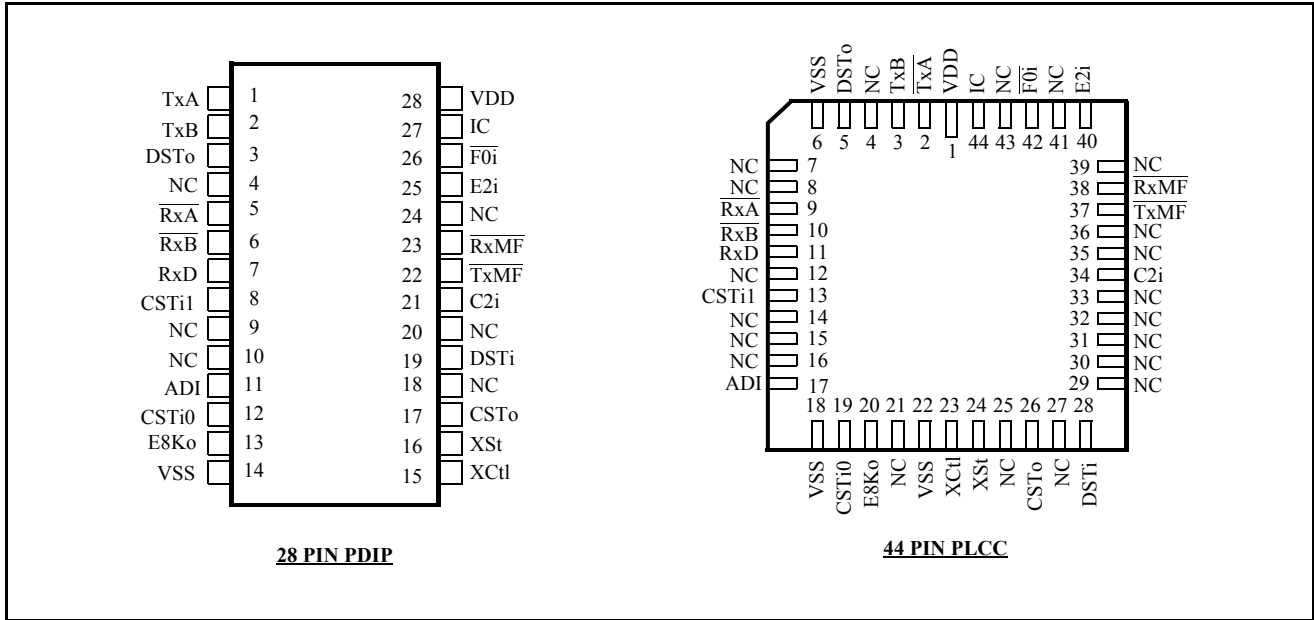 TxA 1 28 VDD
TxB 2 27 IC
DSTo 3 26 F0i
NC 4 25 E2i
RxA 5 24 NC
RxB 6 23 RxMF
RxD 7 22 TxMF
CSTi1 8 21 C2i
NC 9 20 NC
NC 10 19 DSTi
ADI 11 18 NC
CSTi0 12 17 CSTo
E8Ko 13 16 XSt
VSS 14 15 XCtl
28 PIN PDIP
VSS DSTo NC TxB TxA VDD IC NC F0i NC E2i
6 5 4 3 2 1 44 43 42 41 40
NC 7 39 NC
NC 8 38 RxMF
RxA 9 37 TxMF
RxB 10 36 NC
RxD 11 35 NC
NC 12 34 C2i
CSTi1 13 33 NC
NC 14 32 NC
NC 15 31 NC
NC 16 30 NC
ADI 17 29 NC
18 19 20 21 22 23 24 25 26 27 28
VSS CSTi0 E8Ko NC VSS XCtl XSt NC CSTo NC DSTi
44 PIN PLCC